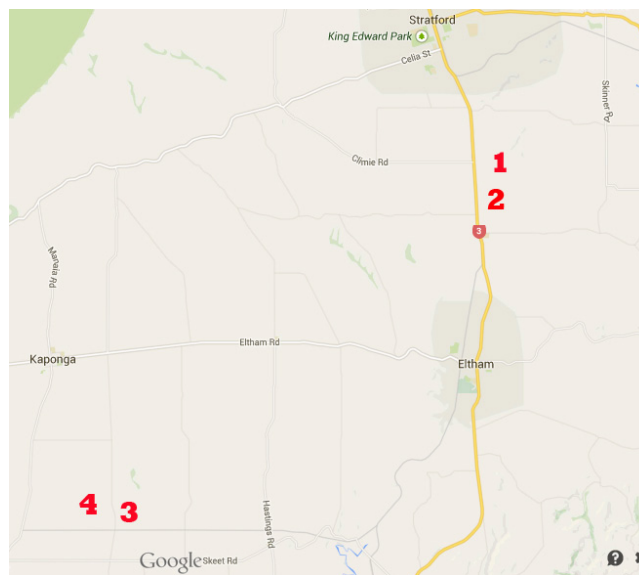 Stratford
King Edward Park
Celia St
Skinner Rd
Climie Rd
1
2
3
Manaia Rd
Eltham Rd
Kaponga
Eltham
4
3
Hastings Rd
Google
Skeet Rd
?